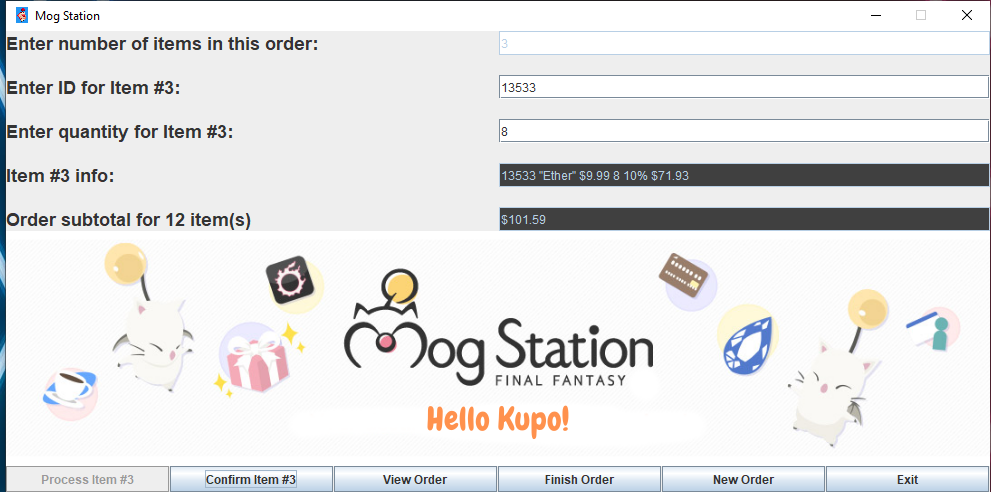 Mog Station
Enter number of items in this order: 3
Enter ID for Item #3: 13533
Enter quantity for Item #3: 8
Item #3 info: 13533 "Ether" $9.99 8 10% $71.93
Order subtotal for 12 item(s) $101.59
Mog Station
FINAL FANTASY
Hello Kupo!
Process Item #3 Confirm Item #3 View Order Finish Order New Order Exit